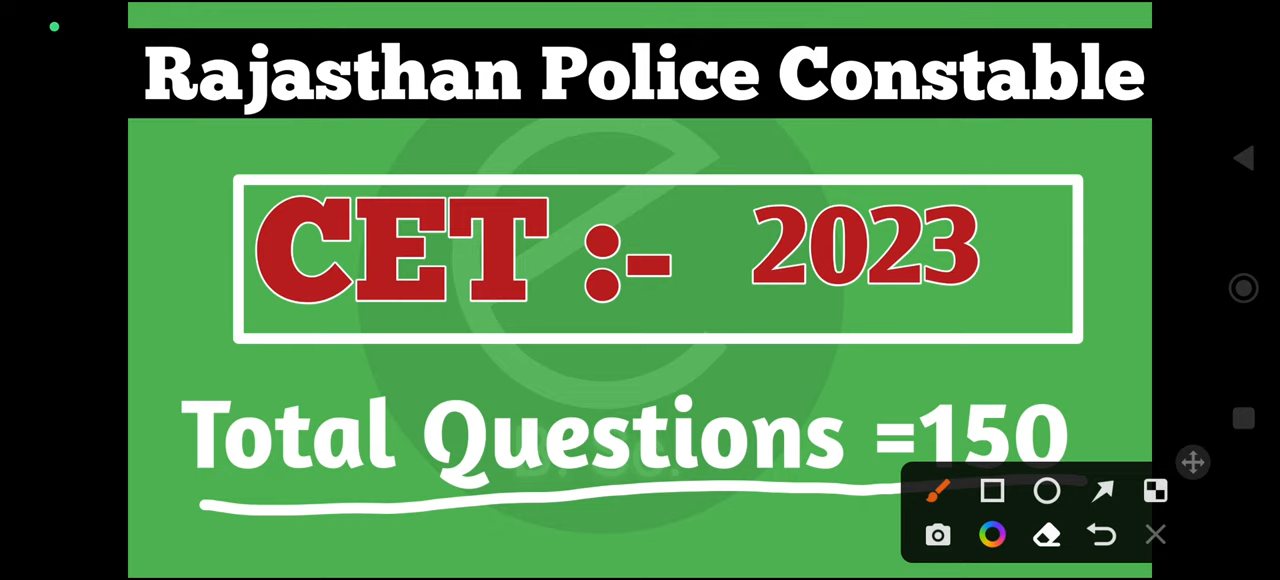 Rajasthan Police Constable
CET :- 2023
Total Questions =150